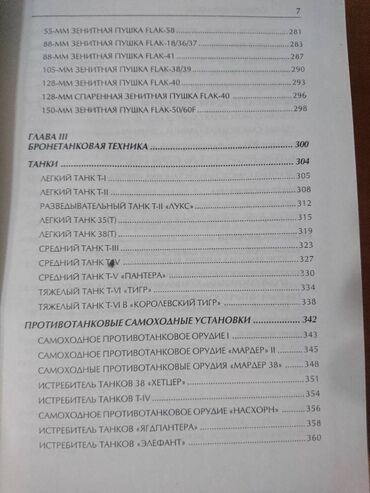 7
55-ММ ЗЕНИТНАЯ ПУШКА FLAK-58 281
88-ММ ЗЕНИТНАЯ ПУШКА FLAK-18/36/37 283
88-ММ ЗЕНИТНАЯ ПУШКА FLAK-41 287
105-ММ ЗЕНИТНАЯ ПУШКА FLAK-38/39 290
128-ММ ЗЕНИТНАЯ ПУШКА FLAK-40 293
128-ММ СПАРЕННАЯ ЗЕНИТНАЯ ПУШКА FLAK-40 296
150-ММ ЗЕНИТНАЯ ПУШКА FLAK-50/60F 298
ГЛАВА III
БРОНЕТАНКОВАЯ ТЕХНИКА 300
ТАНКИ 304
ЛЕГКИЙ ТАНК T-I 305
ЛЕГКИЙ ТАНК T-II 308
РАЗВЕДЫВАТЕЛЬНЫЙ ТАНК T-II «ЛУКС» 312
ЛЕГКИЙ ТАНК 35(T) 315
ЛЕГКИЙ ТАНК 38(T) 319
СРЕДНИЙ ТАНК T-III 323
СРЕДНИЙ ТАНК 327
СРЕДНИЙ ТАНК T-V «ПАНТЕРА» 330
ТЯЖЕЛЫЙ ТАНК T-VI «ТИГР» 334
ТЯЖЕЛЫЙ ТАНК T-VI B «КОРОЛЕВСКИЙ ТИГР» 338
ПРОТИВОТАНКОВЫЕ САМОХОДНЫЕ УСТАНОВКИ 342
САМОХОДНОЕ ПРОТИВОТАНКОВОЕ ОРУДИЕ I 343
САМОХОДНОЕ ПРОТИВОТАНКОВОЕ ОРУДИЕ «МАРДЕР» II 345
САМОХОДНЫЕ ПРОТИВОТАНКОВЫЕ ОРУДИЯ «МАРДЕР 38» 348
ИСТРЕБИТЕЛЬ ТАНКОВ 38 «ХЕТЦЕР» 351
ИСТРЕБИТЕЛЬ ТАНКОВ T-IV 354
САМОХОДНОЕ ПРОТИВОТАНКОВОЕ ОРУДИЕ «НАСХОРН» 356
ИСТРЕБИТЕЛЬ ТАНКОВ «ЯГДПАНТЕРА» 358
ИСТРЕБИТЕЛЬ ТАНКОВ «ЭЛЕФАНТ» 360